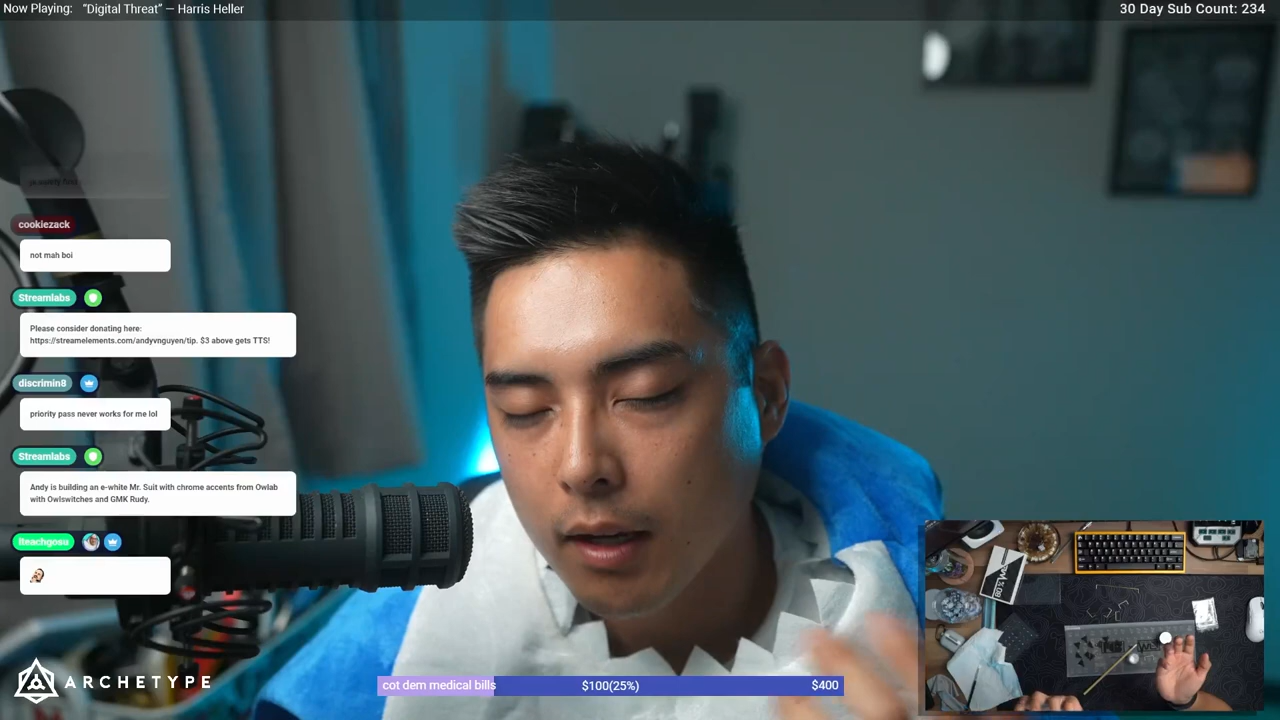 Now Playing: "Digital Threat" — Harris Heller
30 Day Sub Count: 234
cookiezack
not mah boi
Streamlabs
Please consider donating here:
https://streamelements.com/andyvnguyen/tip. $3 above gets TTS!
discrimin8
priority pass never works for me lol
Streamlabs
Andy is building an e-white Mr. Suit with chrome accents from Owlab
with Owlswitches and GMK Rudy.
Iteachgosu
ARCHETYPE
cot dem medical bills $100(25%) $400